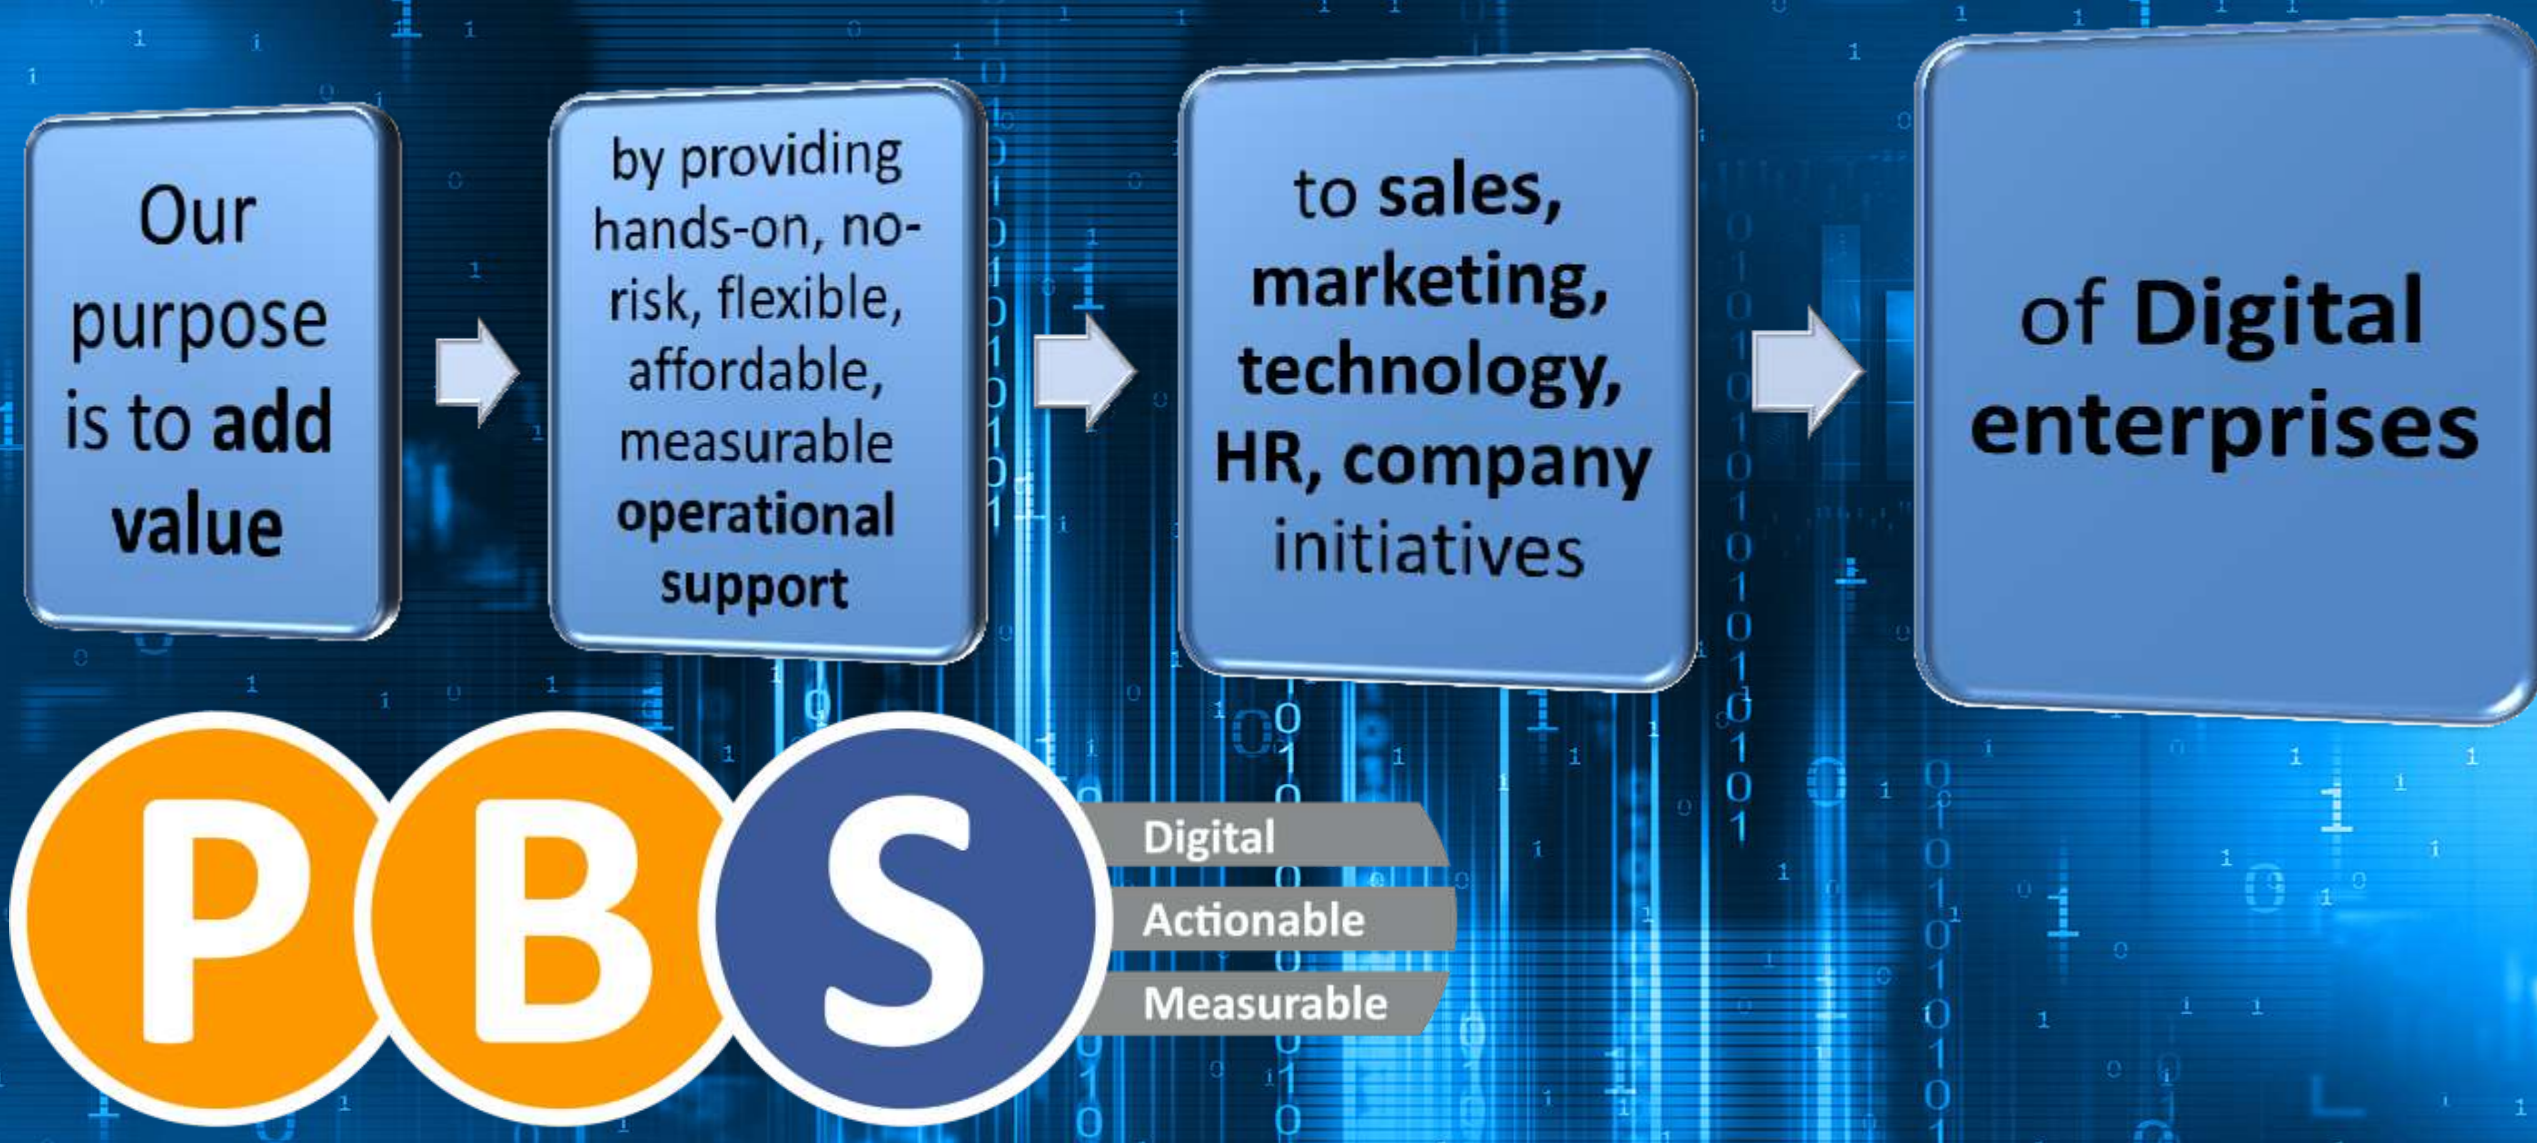 Our
purpose
is to add
value
by providing
hands-on, no-
risk, flexible,
affordable,
measurable
operational
support
to sales,
marketing,
technology,
HR, company
initiatives
of Digital
enterprises
PBS
Digital
Actionable
Measurable